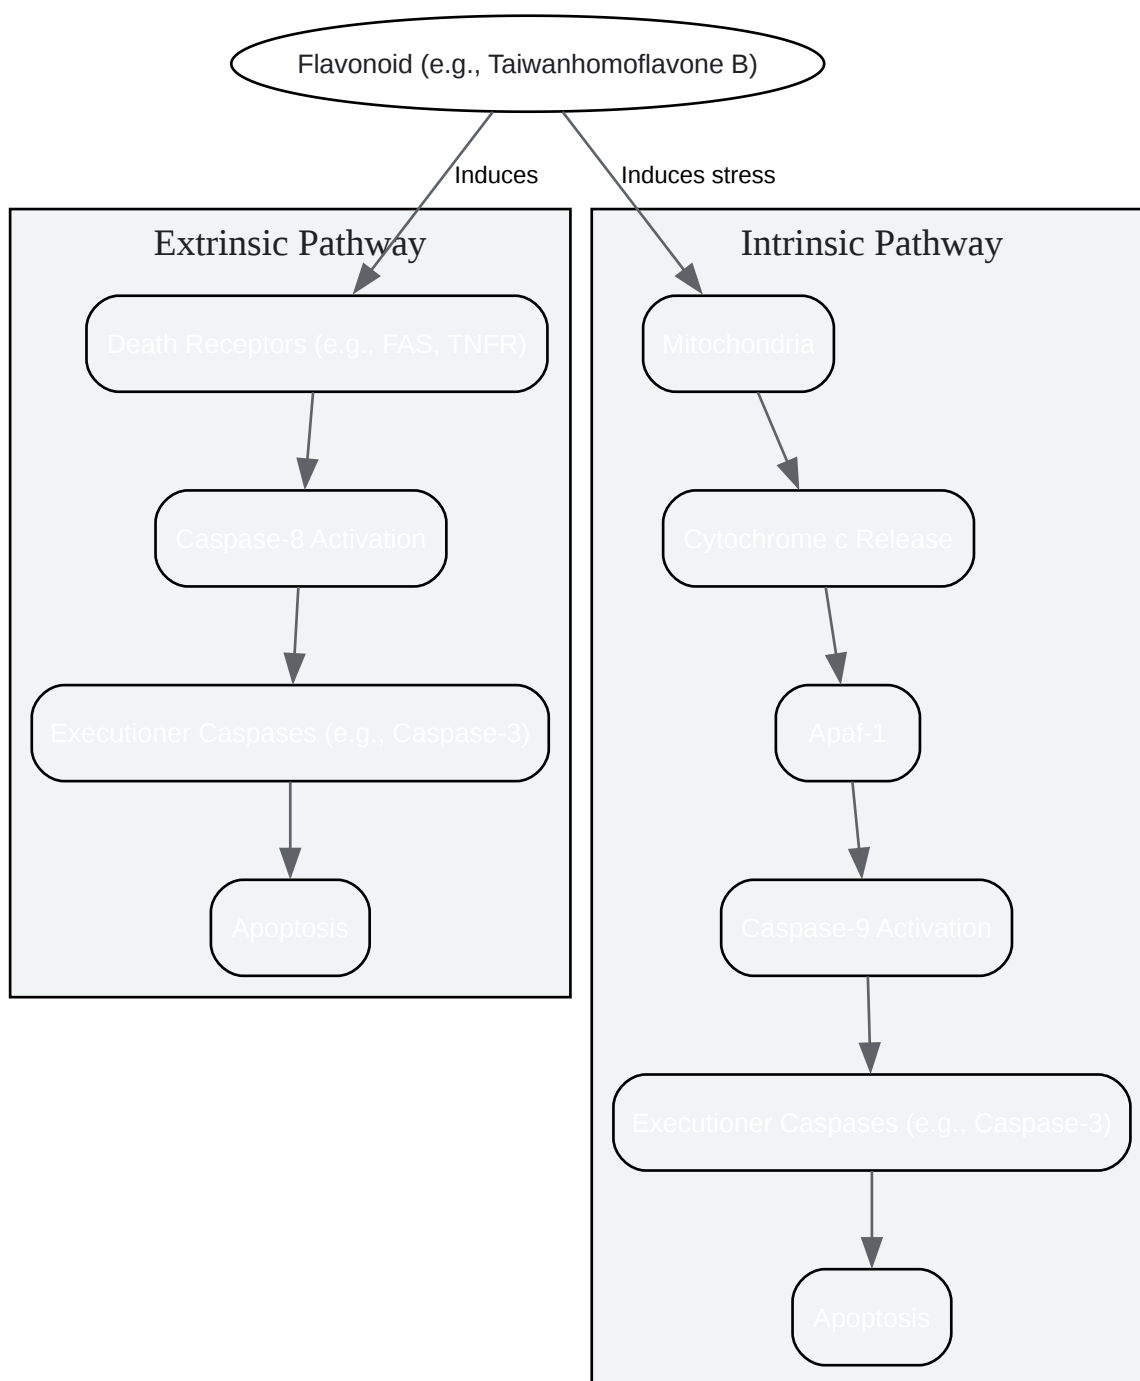 Flavonoid (e.g., Taiwanhomoflavone B)
Induces
Induces stress
Extrinsic Pathway
Death Receptors (e.g., FAS, TNFR)
Caspase-8 Activation
Executioner Caspases (e.g., Caspase-3)
Apoptosis
Intrinsic Pathway
Mitochondria
Cytochrome c Release
Apaf-1
Caspase-9 Activation
Executioner Caspases (e.g., Caspase-3)
Apoptosis